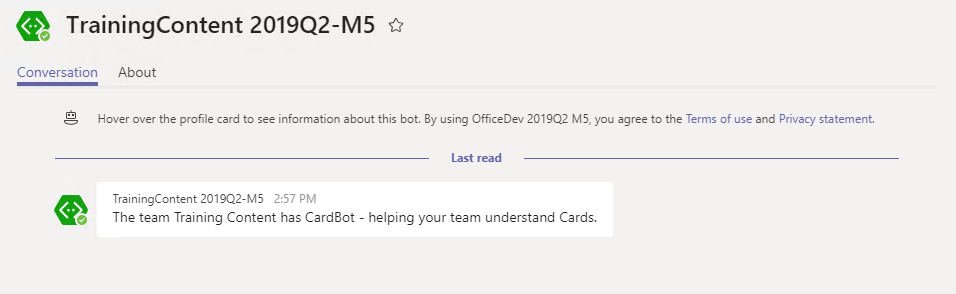 TrainingContent 2019Q2-M5
Conversation About
Hover over the profile card to see information about this bot. By using OfficeDev 2019Q2 M5, you agree to the Terms of use and Privacy statement.
Last read
TrainingContent 2019Q2-M5 2:57 PM
The team Training Content has CardBot - helping your team understand Cards.